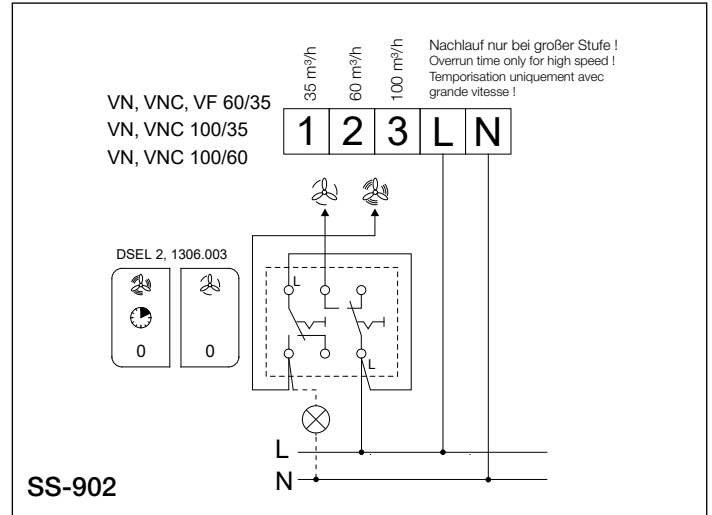 35 m³/h
60 m³/h
100 m³/h
Nachlauf nur bei großer Stufe !
Overrun time only for high speed !
Temporisation uniquement avec
grande vitesse !
VN, VNC, VF 60/35
VN, VNC 100/35
VN, VNC 100/60
1 2 3 L N
DSEL 2, 1306.003
0 0
L
L
L
N
SS-902